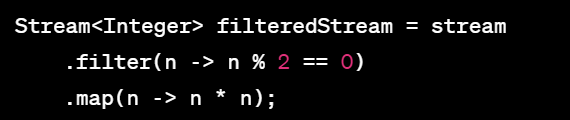 Stream<Integer> filteredStream = stream
    .filter(n -> n % 2 == 0)
    .map(n -> n * n);